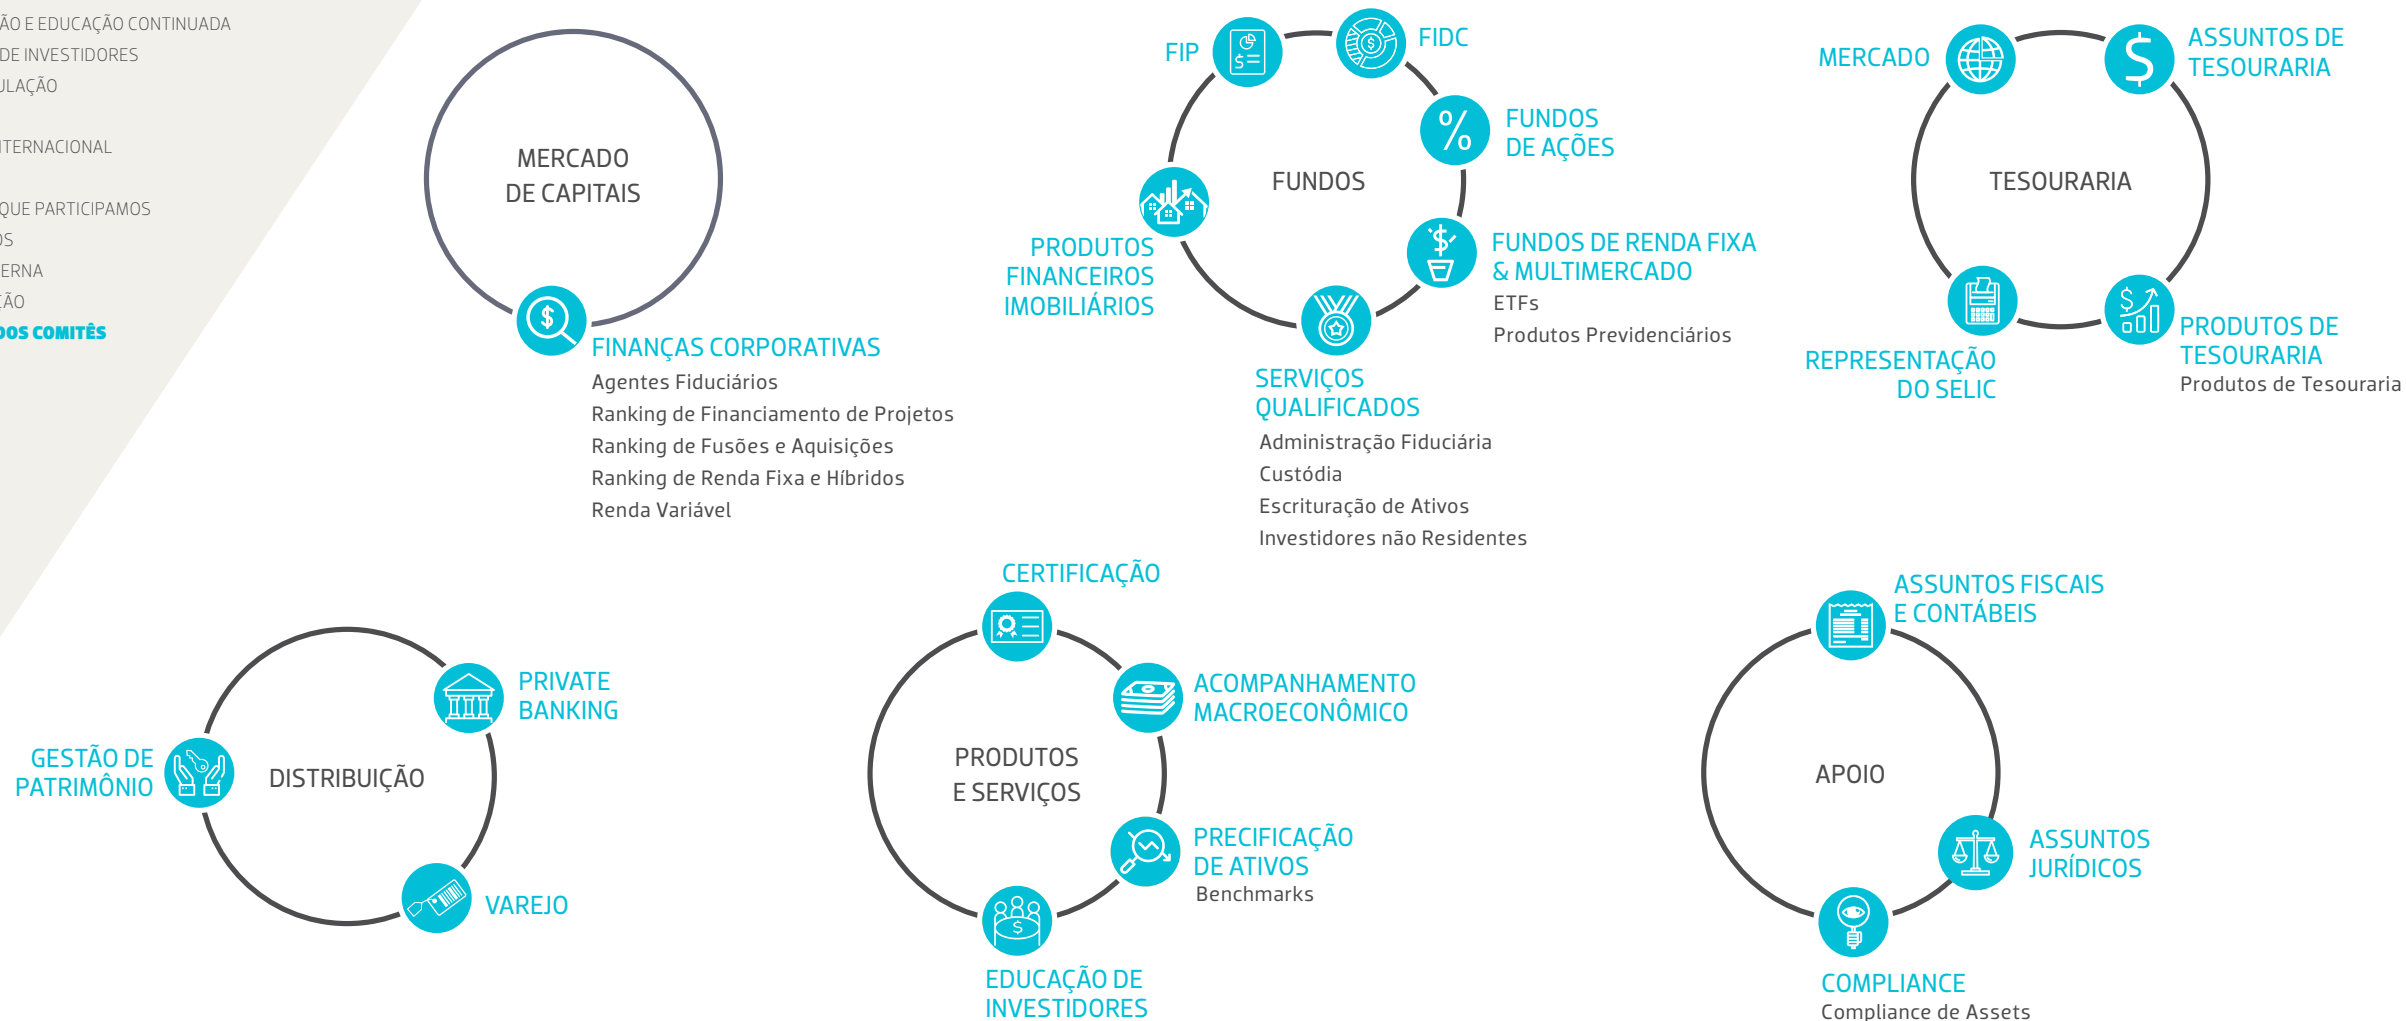 ÃO E EDUCAÇÃO CONTINUADA
DE INVESTIDORES
ULAÇÃO
NTERNACIONAL
QUE PARTICIPAMOS
OS
ERNA
ÇÃO
DOS COMITÊS
MERCADO
DE CAPITAIS
FINANÇAS CORPORATIVAS
Agentes Fiduciários
Ranking de Financiamento de Projetos
Ranking de Fusões e Aquisições
Ranking de Renda Fixa e Híbridos
Renda Variável
FUNDOS
FIP
FIDC
FUNDOS
DE AÇÕES
FUNDOS DE RENDA FIXA
& MULTIMERCADO
ETFs
Produtos Previdenciários
SERVIÇOS
QUALIFICADOS
Administração Fiduciária
Custódia
Escrituração de Ativos
Investidores não Residentes
PRODUTOS
FINANCEIROS
IMOBILIÁRIOS
TESOURARIA
MERCADO
ASSUNTOS DE
TESOURARIA
PRODUTOS DE
TESOURARIA
Produtos de Tesouraria
REPRESENTAÇÃO
DO SELIC
DISTRIBUIÇÃO
PRIVATE
BANKING
GESTÃO DE
PATRIMÔNIO
VAREJO
PRODUTOS
E SERVIÇOS
CERTIFICAÇÃO
ACOMPANHAMENTO
MACROECONÔMICO
PRECIFICAÇÃO
DE ATIVOS
Benchmarks
EDUCAÇÃO DE
INVESTIDORES
APOIO
ASSUNTOS FISCAIS
E CONTÁBEIS
ASSUNTOS
JURÍDICOS
COMPLIANCE
Compliance de Assets